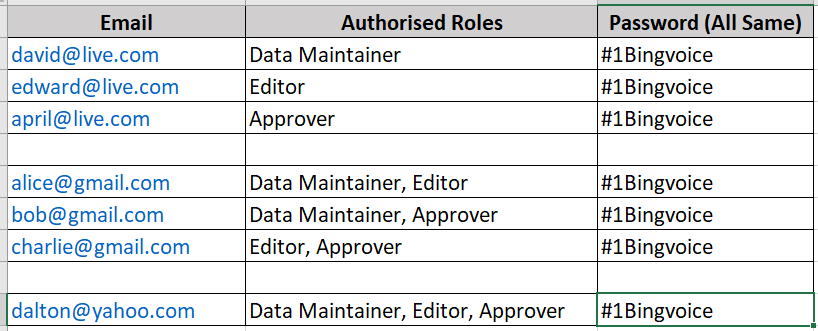 Email Authorised Roles Password (All Same)
david@live.com Data Maintainer #1Bingvoice
edward@live.com Editor #1Bingvoice
april@live.com Approver #1Bingvoice
alice@gmail.com Data Maintainer, Editor #1Bingvoice
bob@gmail.com Data Maintainer, Approver #1Bingvoice
charlie@gmail.com Editor, Approver #1Bingvoice
dalton@yahoo.com Data Maintainer, Editor, Approver #1Bingvoice